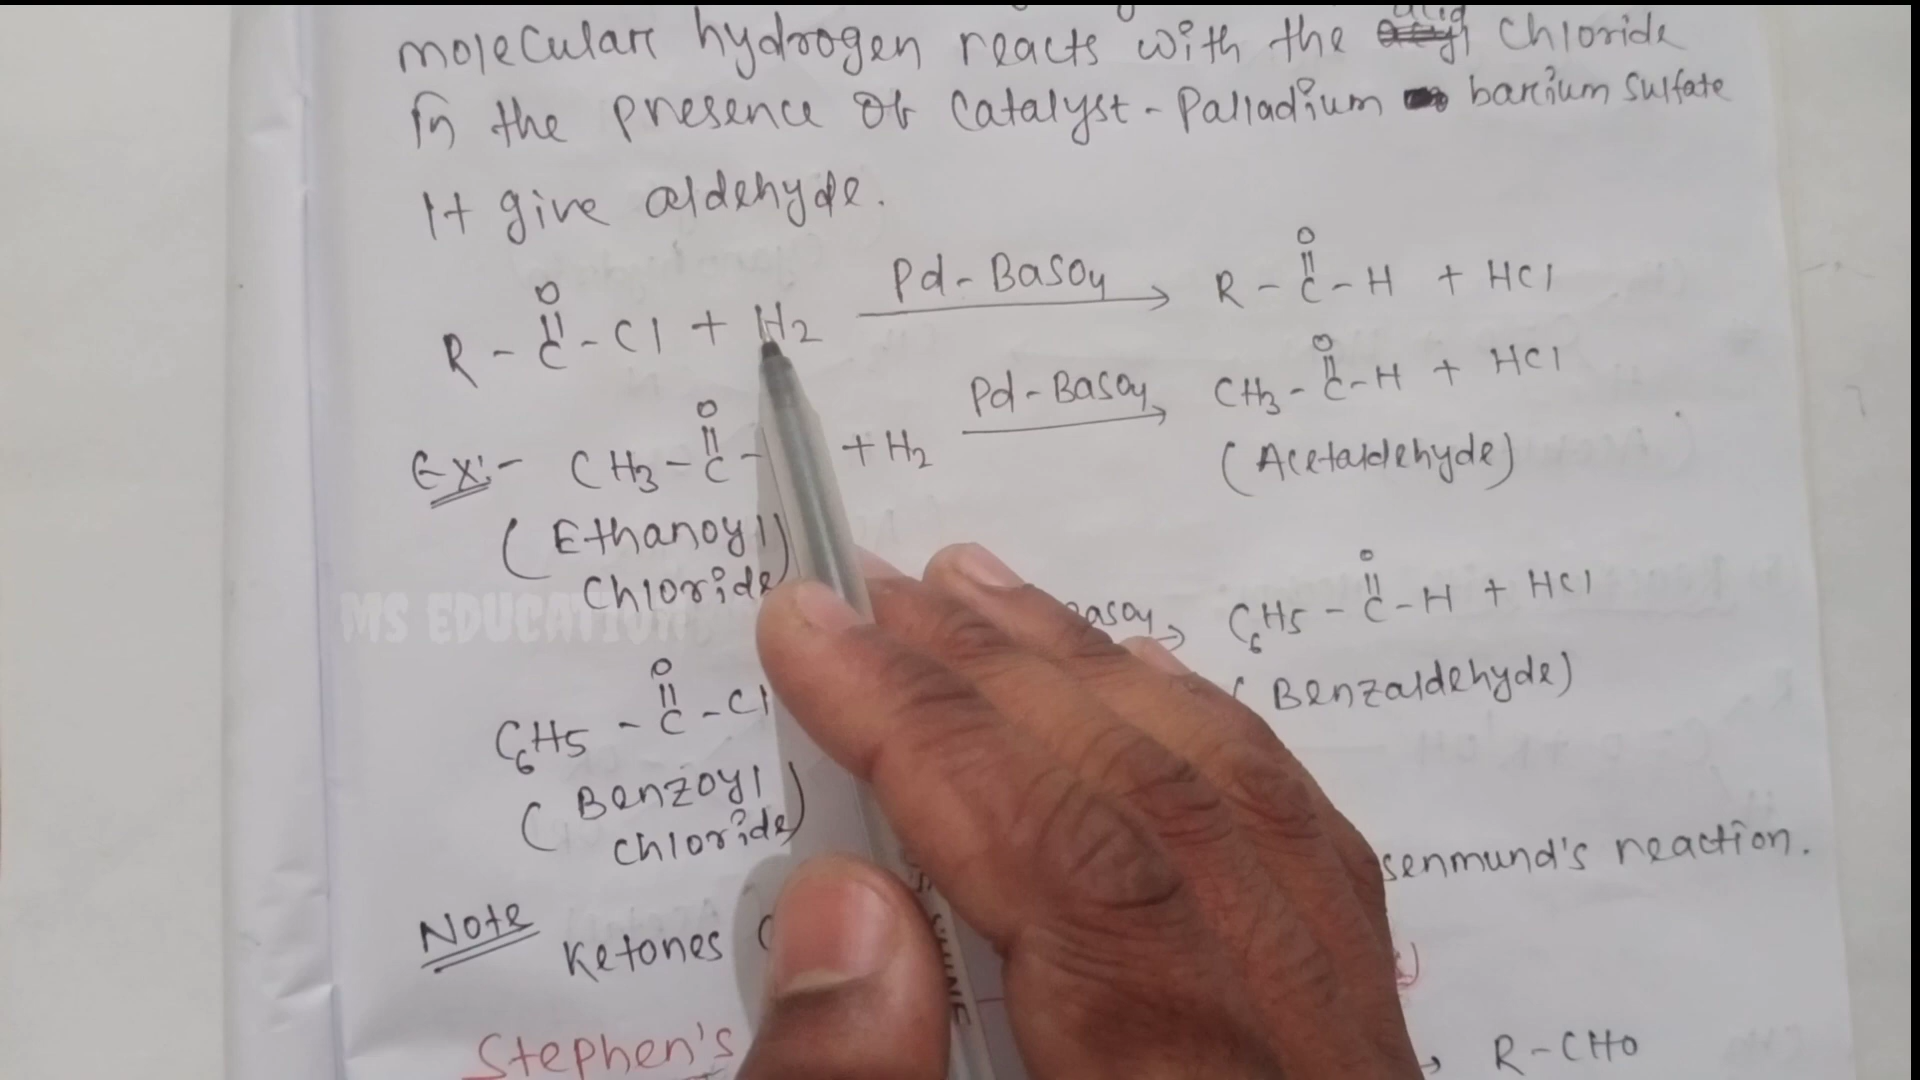 molecular hydrogen reacts with the acid chloride
in the presence of catalyst - Palladium barium sulfate
It give aldehyde.
O O
R - C - Cl + H2 Pd - BaSO4 → R - C - H + HCl
O O
Ex:- CH3 - C - + H2 Pd - BaSO4 → CH3 - C - H + HCl
(Ethanoyl (Acetaldehyde)
chloride)
MS EDUCATION
O O
C6H5 - C - Cl aSO4 → C6H5 - C - H + HCl
(Benzoyl (Benzaldehyde)
chloride)
senmund's reaction.
Note Ketones
Stephen's → R - CHO